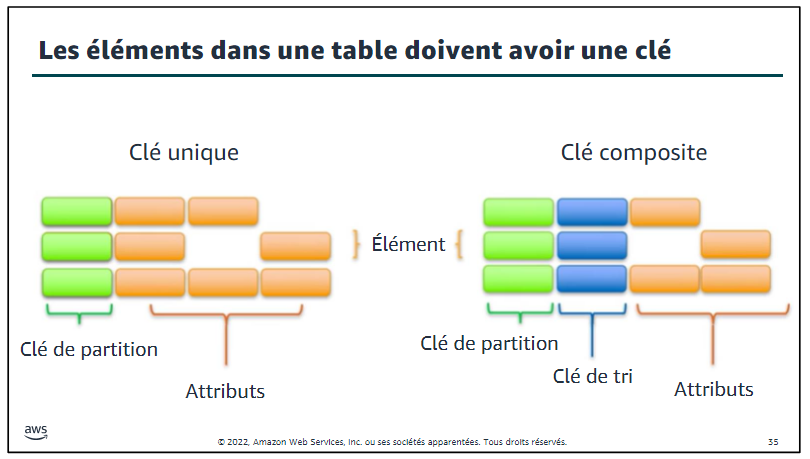 Les éléments dans une table doivent avoir une clé
Clé unique
Clé composite
Élément
Clé de partition
Attributs
Clé de partition
Clé de tri
Attributs
aws
© 2022, Amazon Web Services, Inc. ou ses sociétés apparentées. Tous droits réservés.
35